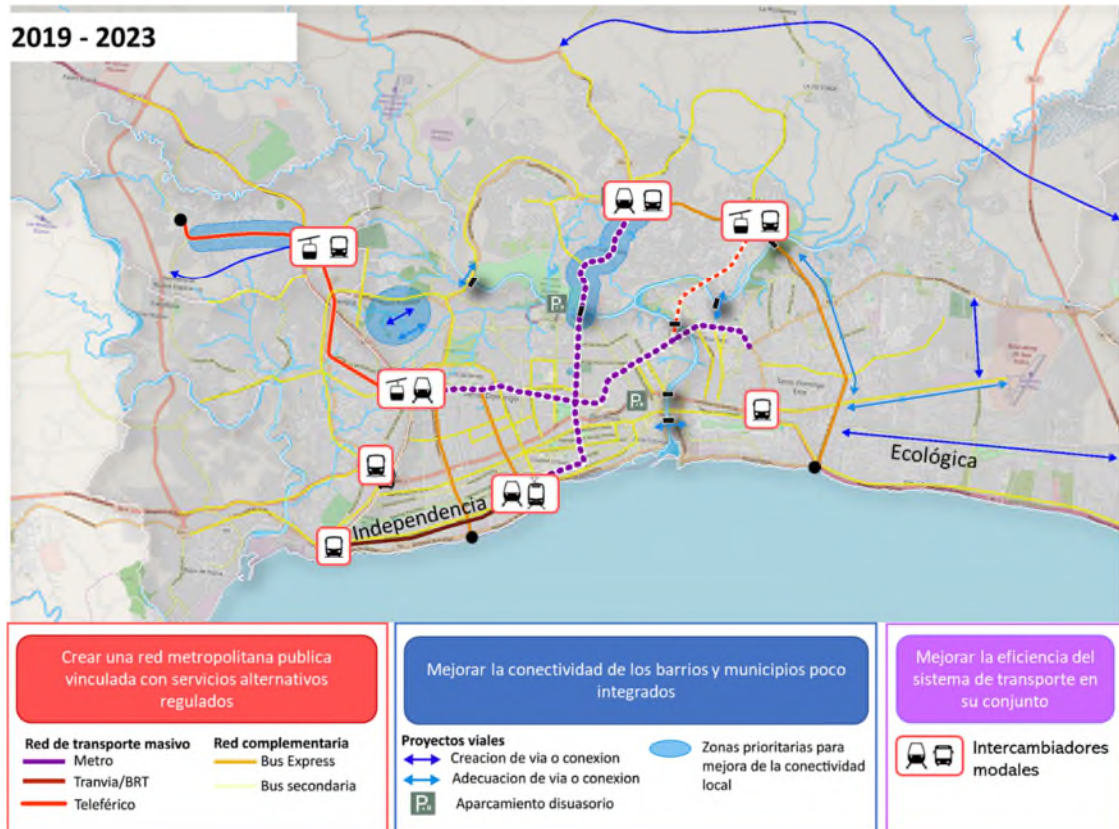 2019 - 2023
Ecológica
Independencia
Crear una red metropolitana publica
vinculada con servicios alternativos
regulados
Red de transporte masivo
Metro
Tranvia/BRT
Teleférico
Red complementaria
Bus Express
Bus secondaria
Mejorar la conectividad de los barrios y municipios poco
integrados
Proyectos viales
Creacion de via o conexion
Adecuacion de via o conexion
Aparcamiento disuasorio
Zonas prioritarias para
mejora de la conectividad
local
Mejorar la eficiencia del
sistema de transporte en
su conjunto
Intercambiadores
modales